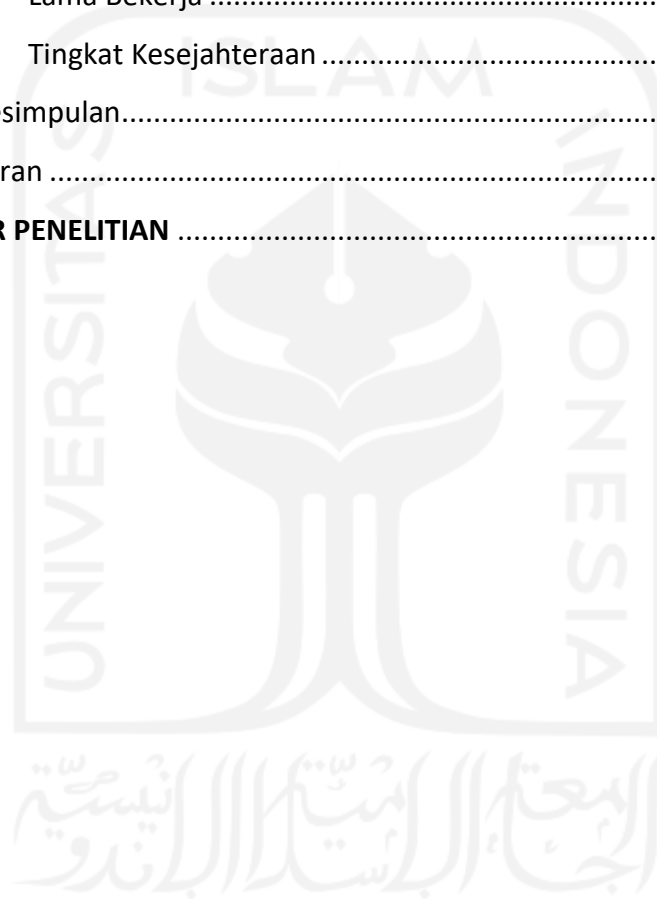 Lama Bekerja ........................................................
Tingkat Kesejahteraan ..........................................
esimpulan......................................................................
ran ................................................................................
R PENELITIAN .............................................................
ISLAM
UNIVERSITAS
INDONESIA